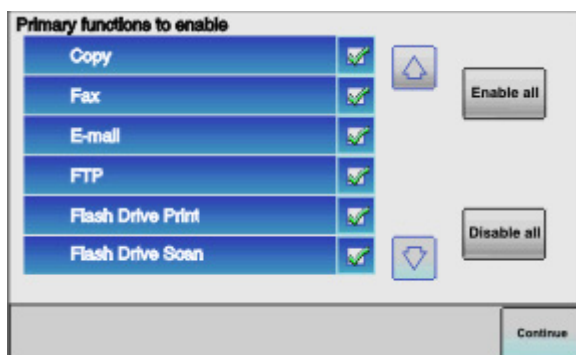 Primary functions to enable
Copy
Fax
E-mail
FTP
Flash Drive Print
Flash Drive Scan
Enable all
Disable all
Continue